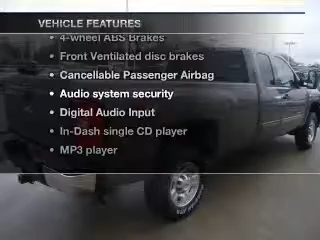 VEHICLE FEATURES
• 4-wheel ABS Brakes
• Front Ventilated disc brakes
• Cancellable Passenger Airbag
• Audio system security
• Digital Audio Input
• In-Dash single CD player
• MP3 player